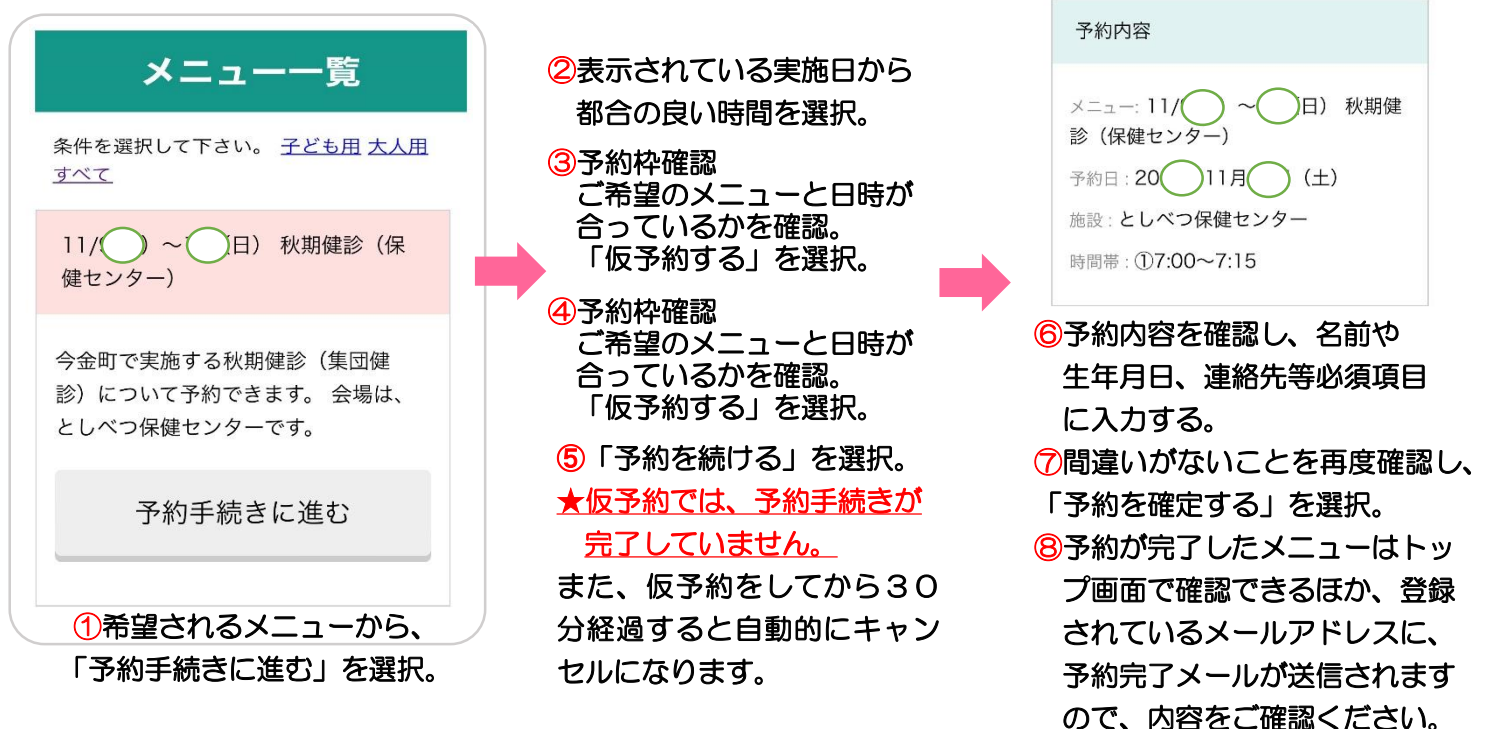 メニュー一覧
条件を選択して下さい。 子ども用 大人用
すべて
11/ ) ～ (日) 秋期健診（保
健センター）
今金町で実施する秋期健診（集団健
診）について予約できます。 会場は、
としべつ保健センターです。
予約手続きに進む
①希望されるメニューから、
「予約手続きに進む」を選択。
②表示されている実施日から
都合の良い時間を選択。
③予約枠確認
ご希望のメニューと日時が
合っているかを確認。
「仮予約する」を選択。
④予約枠確認
ご希望のメニューと日時が
合っているかを確認。
「仮予約する」を選択。
⑤「予約を続ける」を選択。
★仮予約では、予約手続きが
完了していません。
また、仮予約をしてから３０
分経過すると自動的にキャン
セルになります。
予約内容
メニュー: 11/ ～ 日） 秋期健
診（保健センター）
予約日 : 20 11月 （土）
施設 : としべつ保健センター
時間帯 : ①7:00～7:15
⑥予約内容を確認し、名前や
生年月日、連絡先等必須項目
に入力する。
⑦間違いがないことを再度確認し、
「予約を確定する」を選択。
⑧予約が完了したメニューはトッ
プ画面で確認できるほか、登録
されているメールアドレスに、
予約完了メールが送信されます
ので、内容をご確認ください。